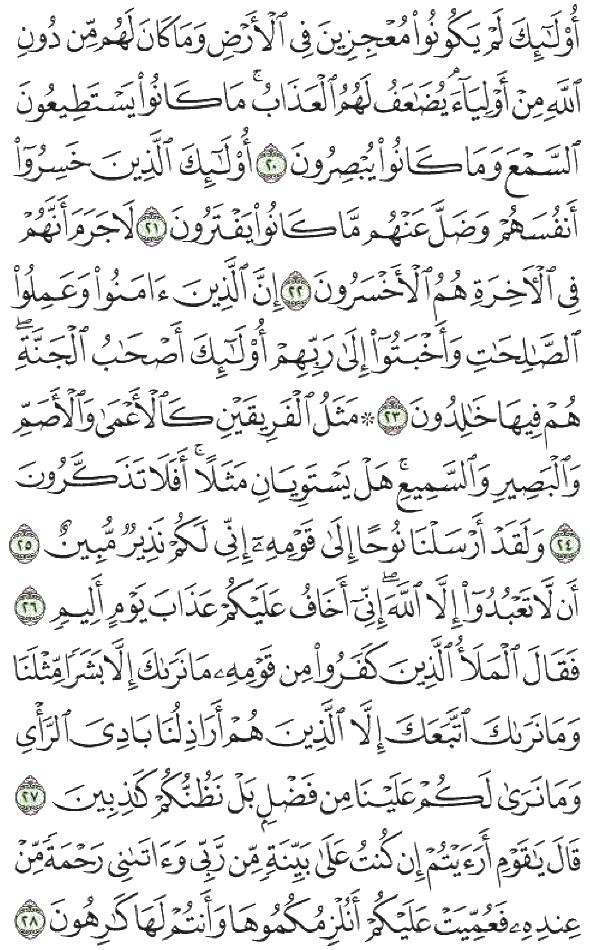 أُوْلَـٰٓئِكَ لَمْ يَكُونُوا۟ مُعْجِزِينَ فِى ٱلْأَرْضِ وَمَا كَانَ لَهُم مِّن دُونِ
ٱللَّهِ مِنْ أَوْلِيَآءَ ۘ يُضَـٰعَفُ لَهُمُ ٱلْعَذَابُ ۚ مَا كَانُوا۟ يَسْتَطِيعُونَ
ٱلسَّمْعَ وَمَا كَانُوا۟ يُبْصِرُونَ ٢٠ أُوْلَـٰٓئِكَ ٱلَّذِينَ خَسِرُوٓا۟
أَنفُسَهُمْ وَضَلَّ عَنْهُم مَّا كَانُوا۟ يَفْتَرُونَ ٢١ لَا جَرَمَ أَنَّهُمْ
فِى ٱلْـَٔاخِرَةِ هُمُ ٱلْأَخْسَرُونَ ٢٢ إِنَّ ٱلَّذِينَ ءَامَنُوا۟ وَعَمِلُوا۟
ٱلصَّـٰلِحَـٰتِ وَأَخْبَتُوٓا۟ إِلَىٰ رَبِّهِمْ أُوْلَـٰٓئِكَ أَصْحَـٰبُ ٱلْجَنَّةِ ۖ
هُمْ فِيهَا خَـٰلِدُونَ ٢٣ ۞ مَثَلُ ٱلْفَرِيقَيْنِ كَٱلْأَعْمَىٰ وَٱلْأَصَمِّ
وَٱلْبَصِيرِ وَٱلسَّمِيعِ ۚ هَلْ يَسْتَوِيَانِ مَثَلًا ۚ أَفَلَا تَذَكَّرُونَ
٢٤ وَلَقَدْ أَرْسَلْنَا نُوحًا إِلَىٰ قَوْمِهِۦٓ إِنِّى لَكُمْ نَذِيرٌ مُّبِينٌ ٢٥
أَن لَّا تَعْبُدُوٓا۟ إِلَّا ٱللَّهَ ۖ إِنِّىٓ أَخَافُ عَلَيْكُمْ عَذَابَ يَوْمٍ أَلِيمٍ ٢٦
فَقَالَ ٱلْمَلَأُ ٱلَّذِينَ كَفَرُوا۟ مِن قَوْمِهِۦ مَا نَرَىٰكَ إِلَّا بَشَرًا مِّثْلَنَا
وَمَا نَرَىٰكَ ٱتَّبَعَكَ إِلَّا ٱلَّذِينَ هُمْ أَرَاذِلُنَا بَادِىَ ٱلرَّأْىِ
وَمَا نَرَىٰ لَكُمْ عَلَيْنَا مِن فَضْلٍۭ بَلْ نَظُنُّكُمْ كَـٰذِبِينَ ٢٧
قَالَ يَـٰقَوْمِ أَرَءَيْتُمْ إِن كُنتُ عَلَىٰ بَيِّنَةٍ مِّن رَّبِّى وَءَاتَىٰنِى رَحْمَةً مِّنْ
عِندِهِۦ فَعُمِّيَتْ عَلَيْكُمْ أَنُلْزِمُكُمُوهَا وَأَنتُمْ لَهَا كَـٰرِهُونَ ٢٨